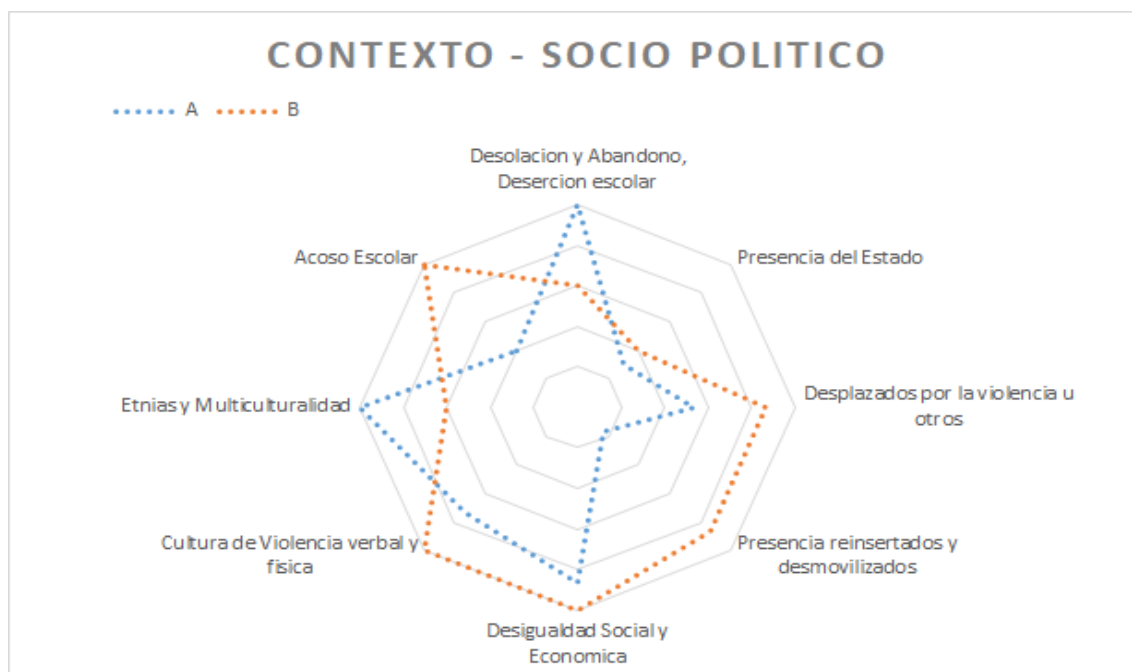 CONTEXTO - SOCIO POLITICO
A B
Desolacion y Abandono,
Desercion escolar
Acoso Escolar
Presencia del Estado
Etnias y Multiculturalidad
Desplazados por la violencia u
otros
Cultura de Violencia verbal y
fisica
Presencia reinsertados y
desmovilizados
Desigualdad Social y
Economica